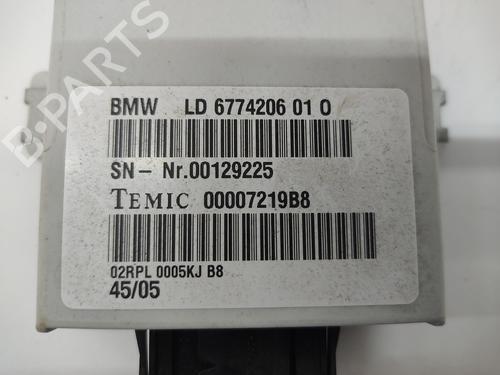 B-PARTS
BMW LD 6774206 01 0
SN- Nr.00129225
TEMIC 00007219B8
02RPL 0005KJ B8
45/05